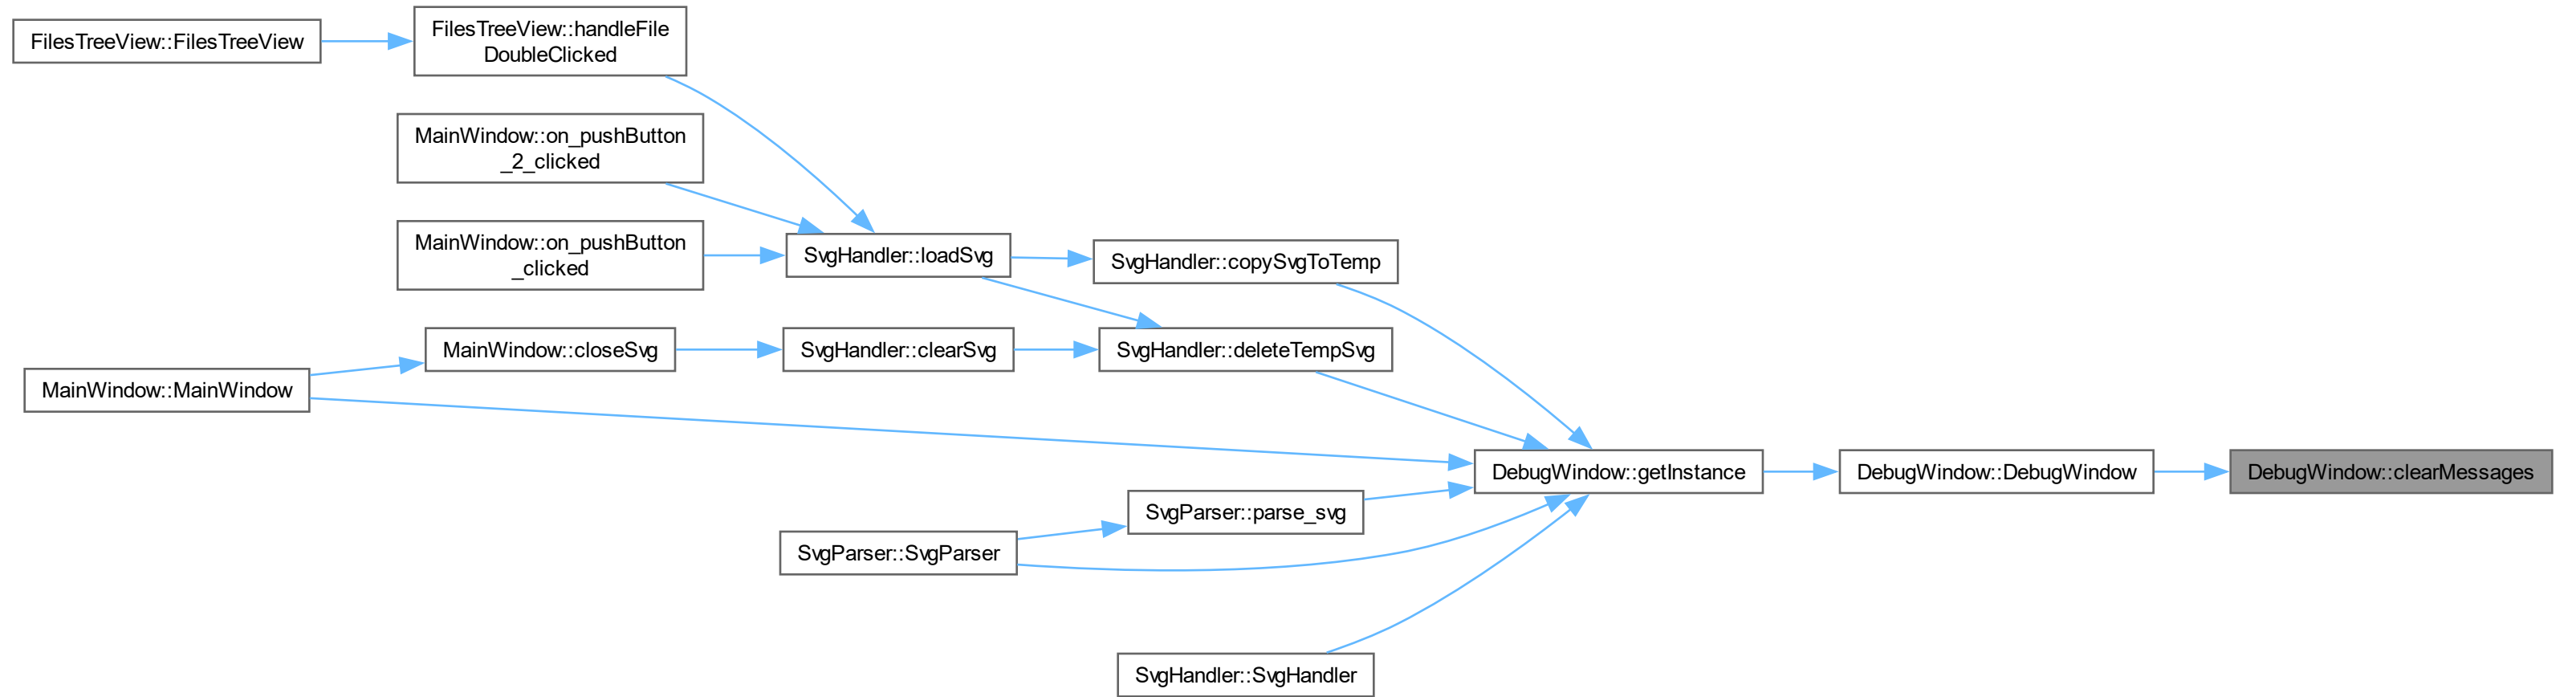 FilesTreeView::FilesTreeView
FilesTreeView::handleFile
DoubleClicked
MainWindow::on_pushButton
_2_clicked
MainWindow::on_pushButton
_clicked
SvgHandler::loadSvg
SvgHandler::copySvgToTemp
MainWindow::closeSvg
SvgHandler::clearSvg
SvgHandler::deleteTempSvg
MainWindow::MainWindow
DebugWindow::getInstance
DebugWindow::DebugWindow
DebugWindow::clearMessages
SvgParser::parse_svg
SvgParser::SvgParser
SvgHandler::SvgHandler